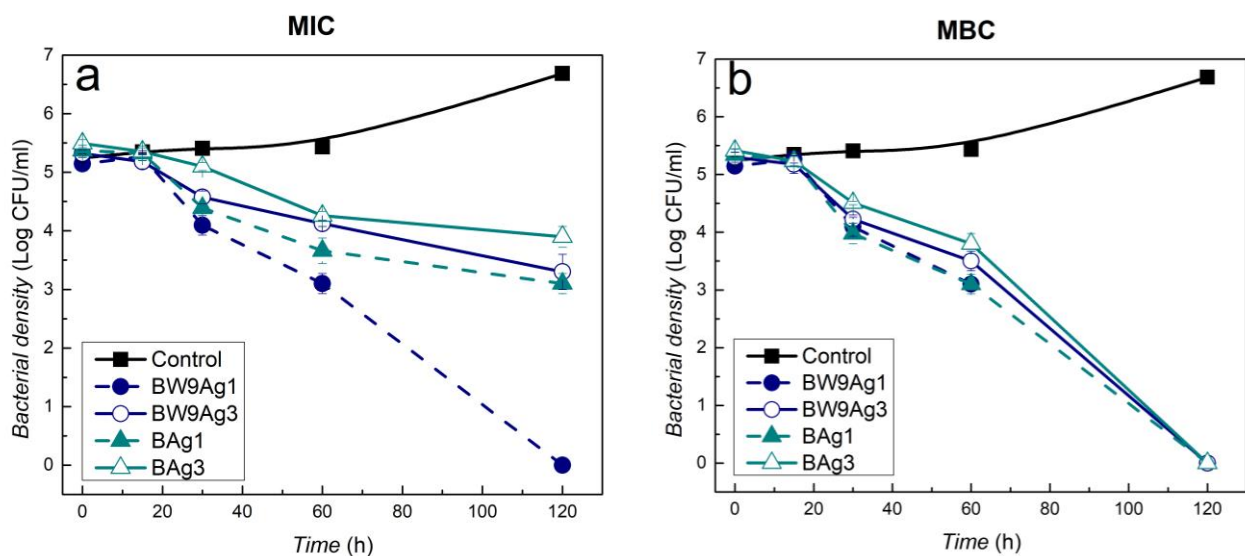 MIC
a
Bacterial density (Log CFU/ml)
7
6
5
4
3
2
1
0
Control
BW9Ag1
BW9Ag3
BAg1
BAg3
0 20 40 60 80 100 120
Time (h)
MBC
b
Bacterial density (Log CFU/ml)
7
6
5
4
3
2
1
0
Control
BW9Ag1
BW9Ag3
BAg1
BAg3
0 20 40 60 80 100 120
Time (h)